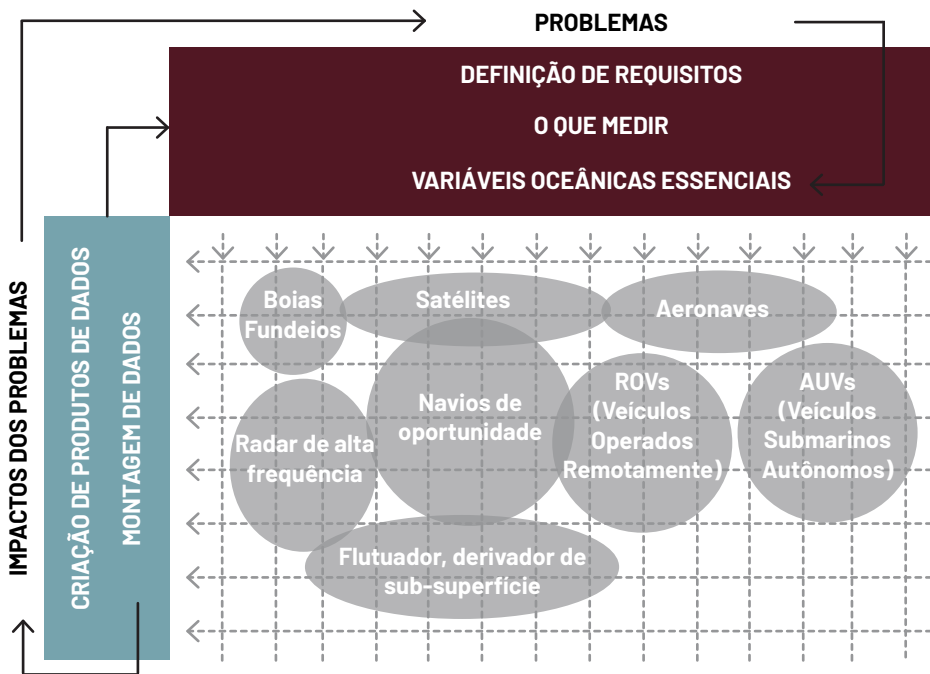 PROBLEMAS
DEFINIÇÃO DE REQUISITOS
O QUE MEDIR
VARIÁVEIS OCEÂNICAS ESSENCIAIS
IMPACTOS DOS PROBLEMAS
CRIAÇÃO DE PRODUTOS DE DADOS
MONTAGEM DE DADOS
Boias
Fundeios
Satélites
Aeronaves
Radar de alta
frequência
Navios de
oportunidade
ROVs
(Veículos
Operados
Remotamente)
AUVs
(Veículos
Submarinos
Autônomos)
Flutuador, derivador de
sub-superfície